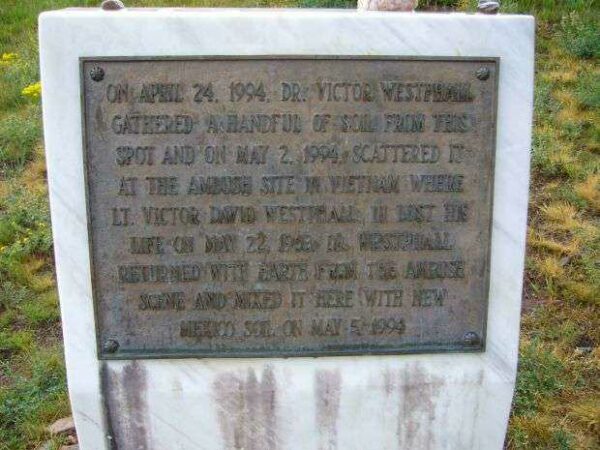 ON APRIL 24, 1994, DR. VICTOR WESTPHALL
GATHERED A HANDFUL OF SOIL FROM THIS
SPOT AND ON MAY 2, 1994, SCATTERED IT
AT THE AMBUSH SITE IN VIETNAM WHERE
LT. VICTOR DAVID WESTPHALL, III LOST HIS
LIFE ON MAY 22, 1968. DR. WESTPHALL
RETURNED WITH EARTH FROM THE AMBUSH
SCENE AND MIXED IT HERE WITH NEW
MEXICO SOIL ON MAY 5, 1994